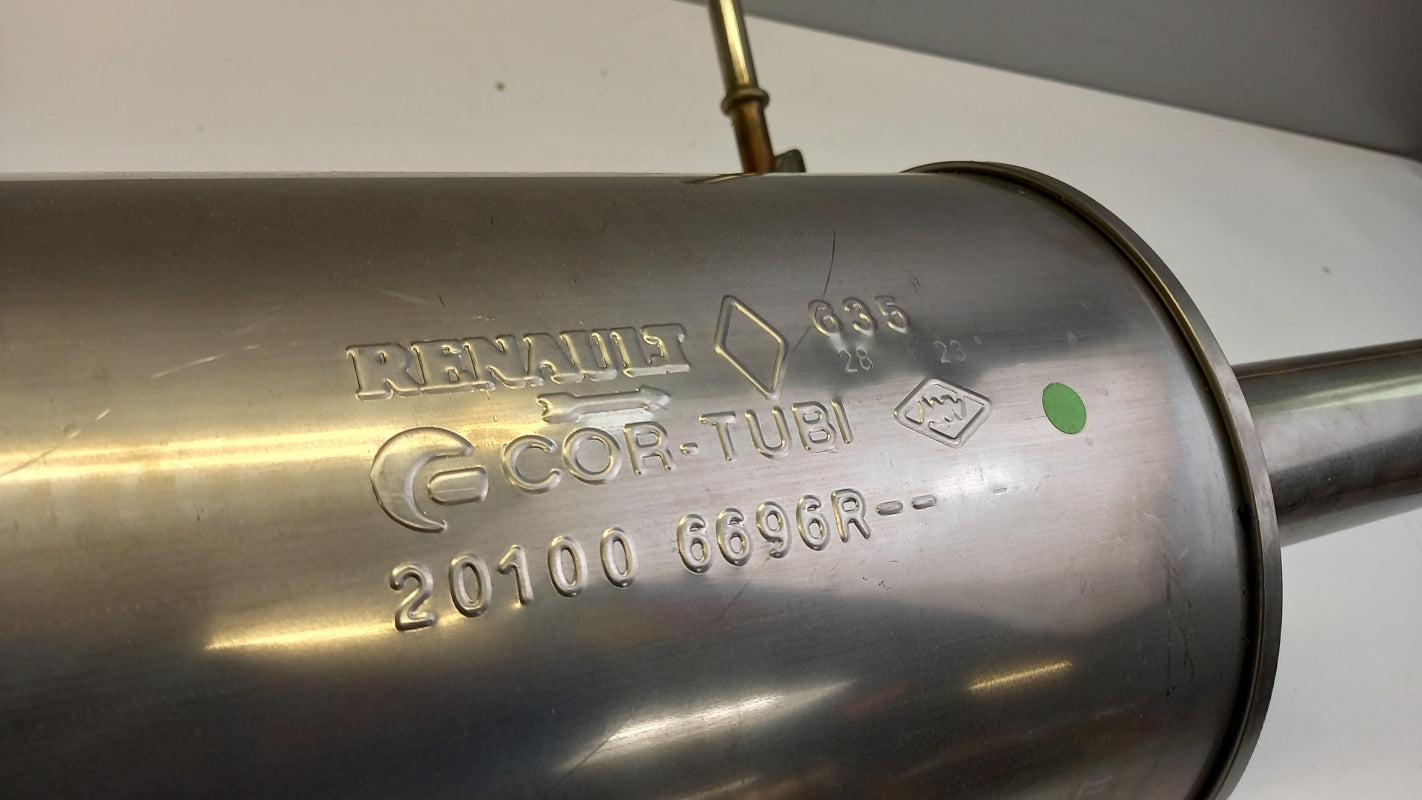 RENAULT 635
28 23
COR-TUBI
20100 6696R--